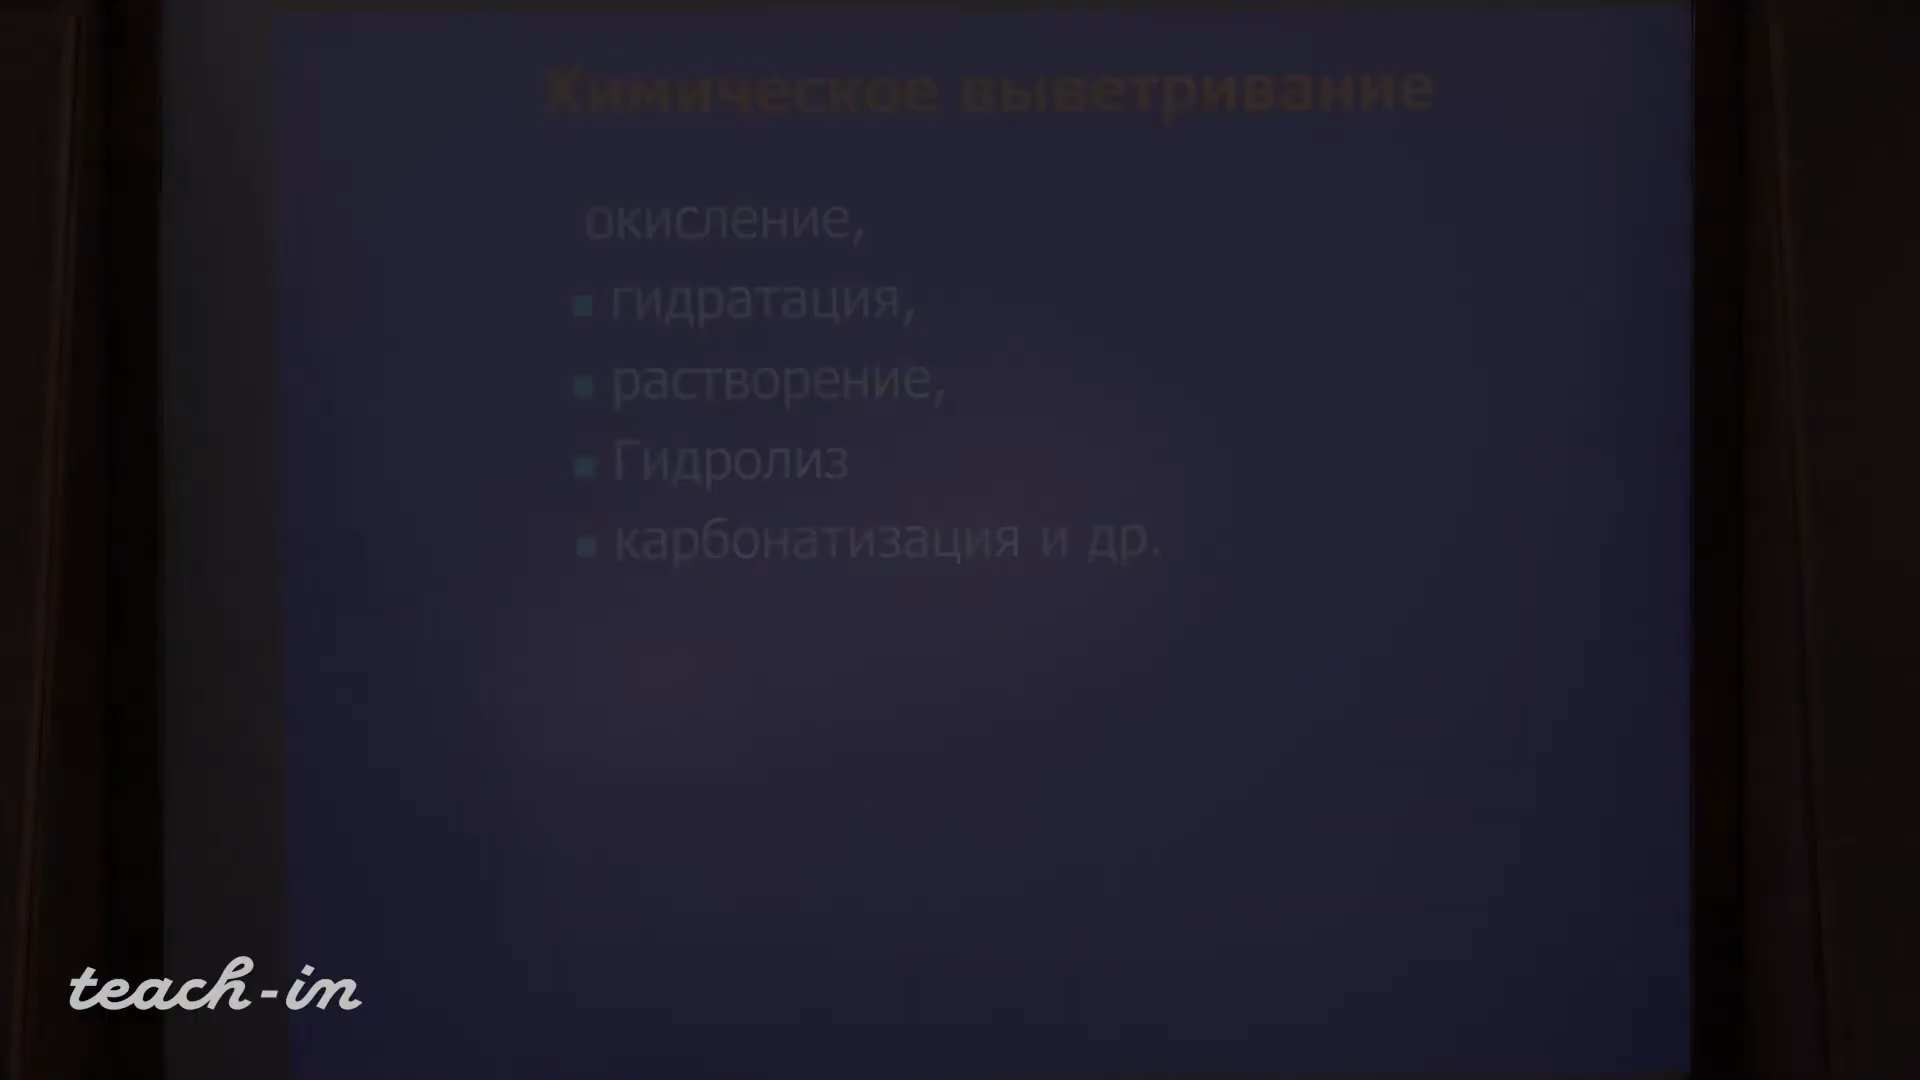 Химическое выветривание
окисление,
гидратация,
растворение,
Гидролиз
карбонатизация и др.
teach-in